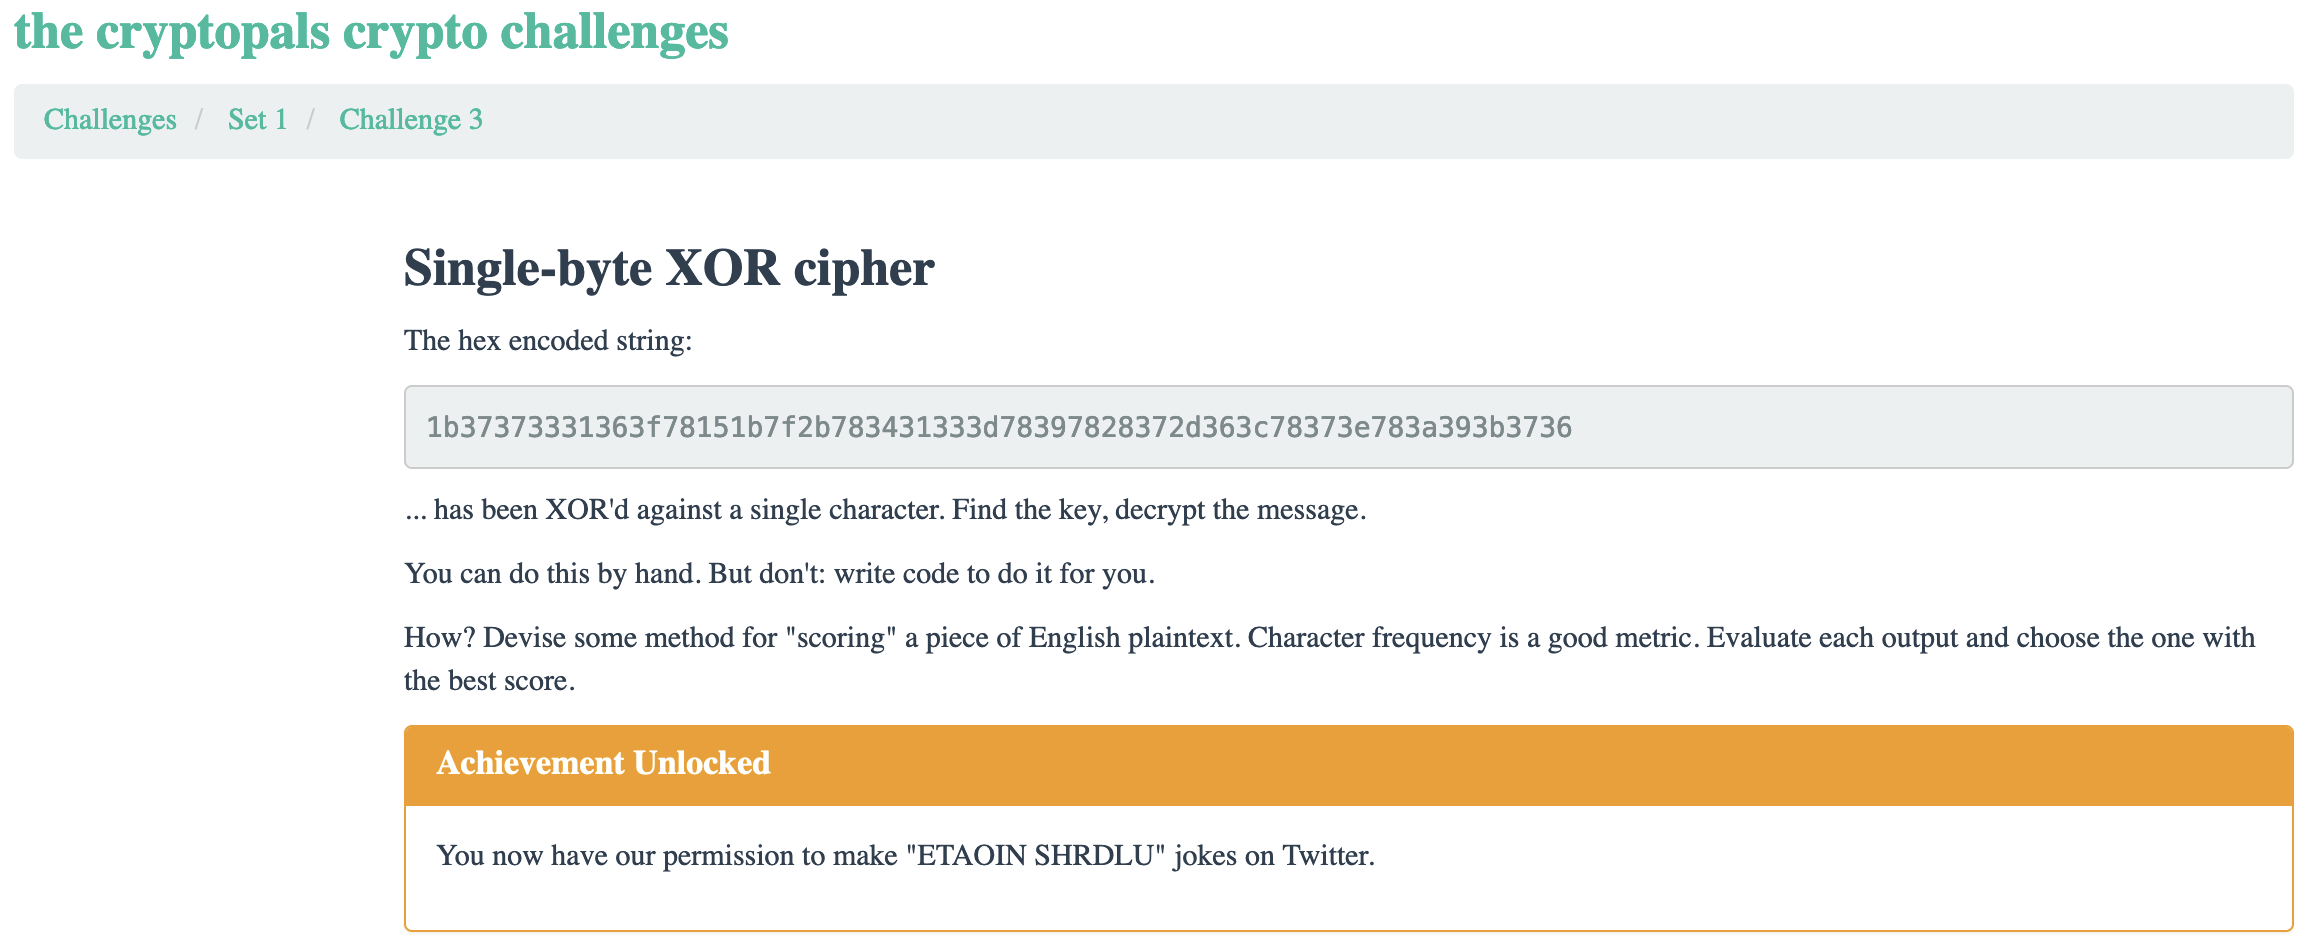 the cryptopals crypto challenges
Challenges / Set 1 / Challenge 3
Single-byte XOR cipher
The hex encoded string:
1b37373331363f78151b7f2b783431333d78397828372d363c78373e783a393b3736
... has been XOR'd against a single character. Find the key, decrypt the message.
You can do this by hand. But don't: write code to do it for you.
How? Devise some method for "scoring" a piece of English plaintext. Character frequency is a good metric. Evaluate each output and choose the one with
the best score.
Achievement Unlocked
You now have our permission to make "ETAOIN SHRDLU" jokes on Twitter.